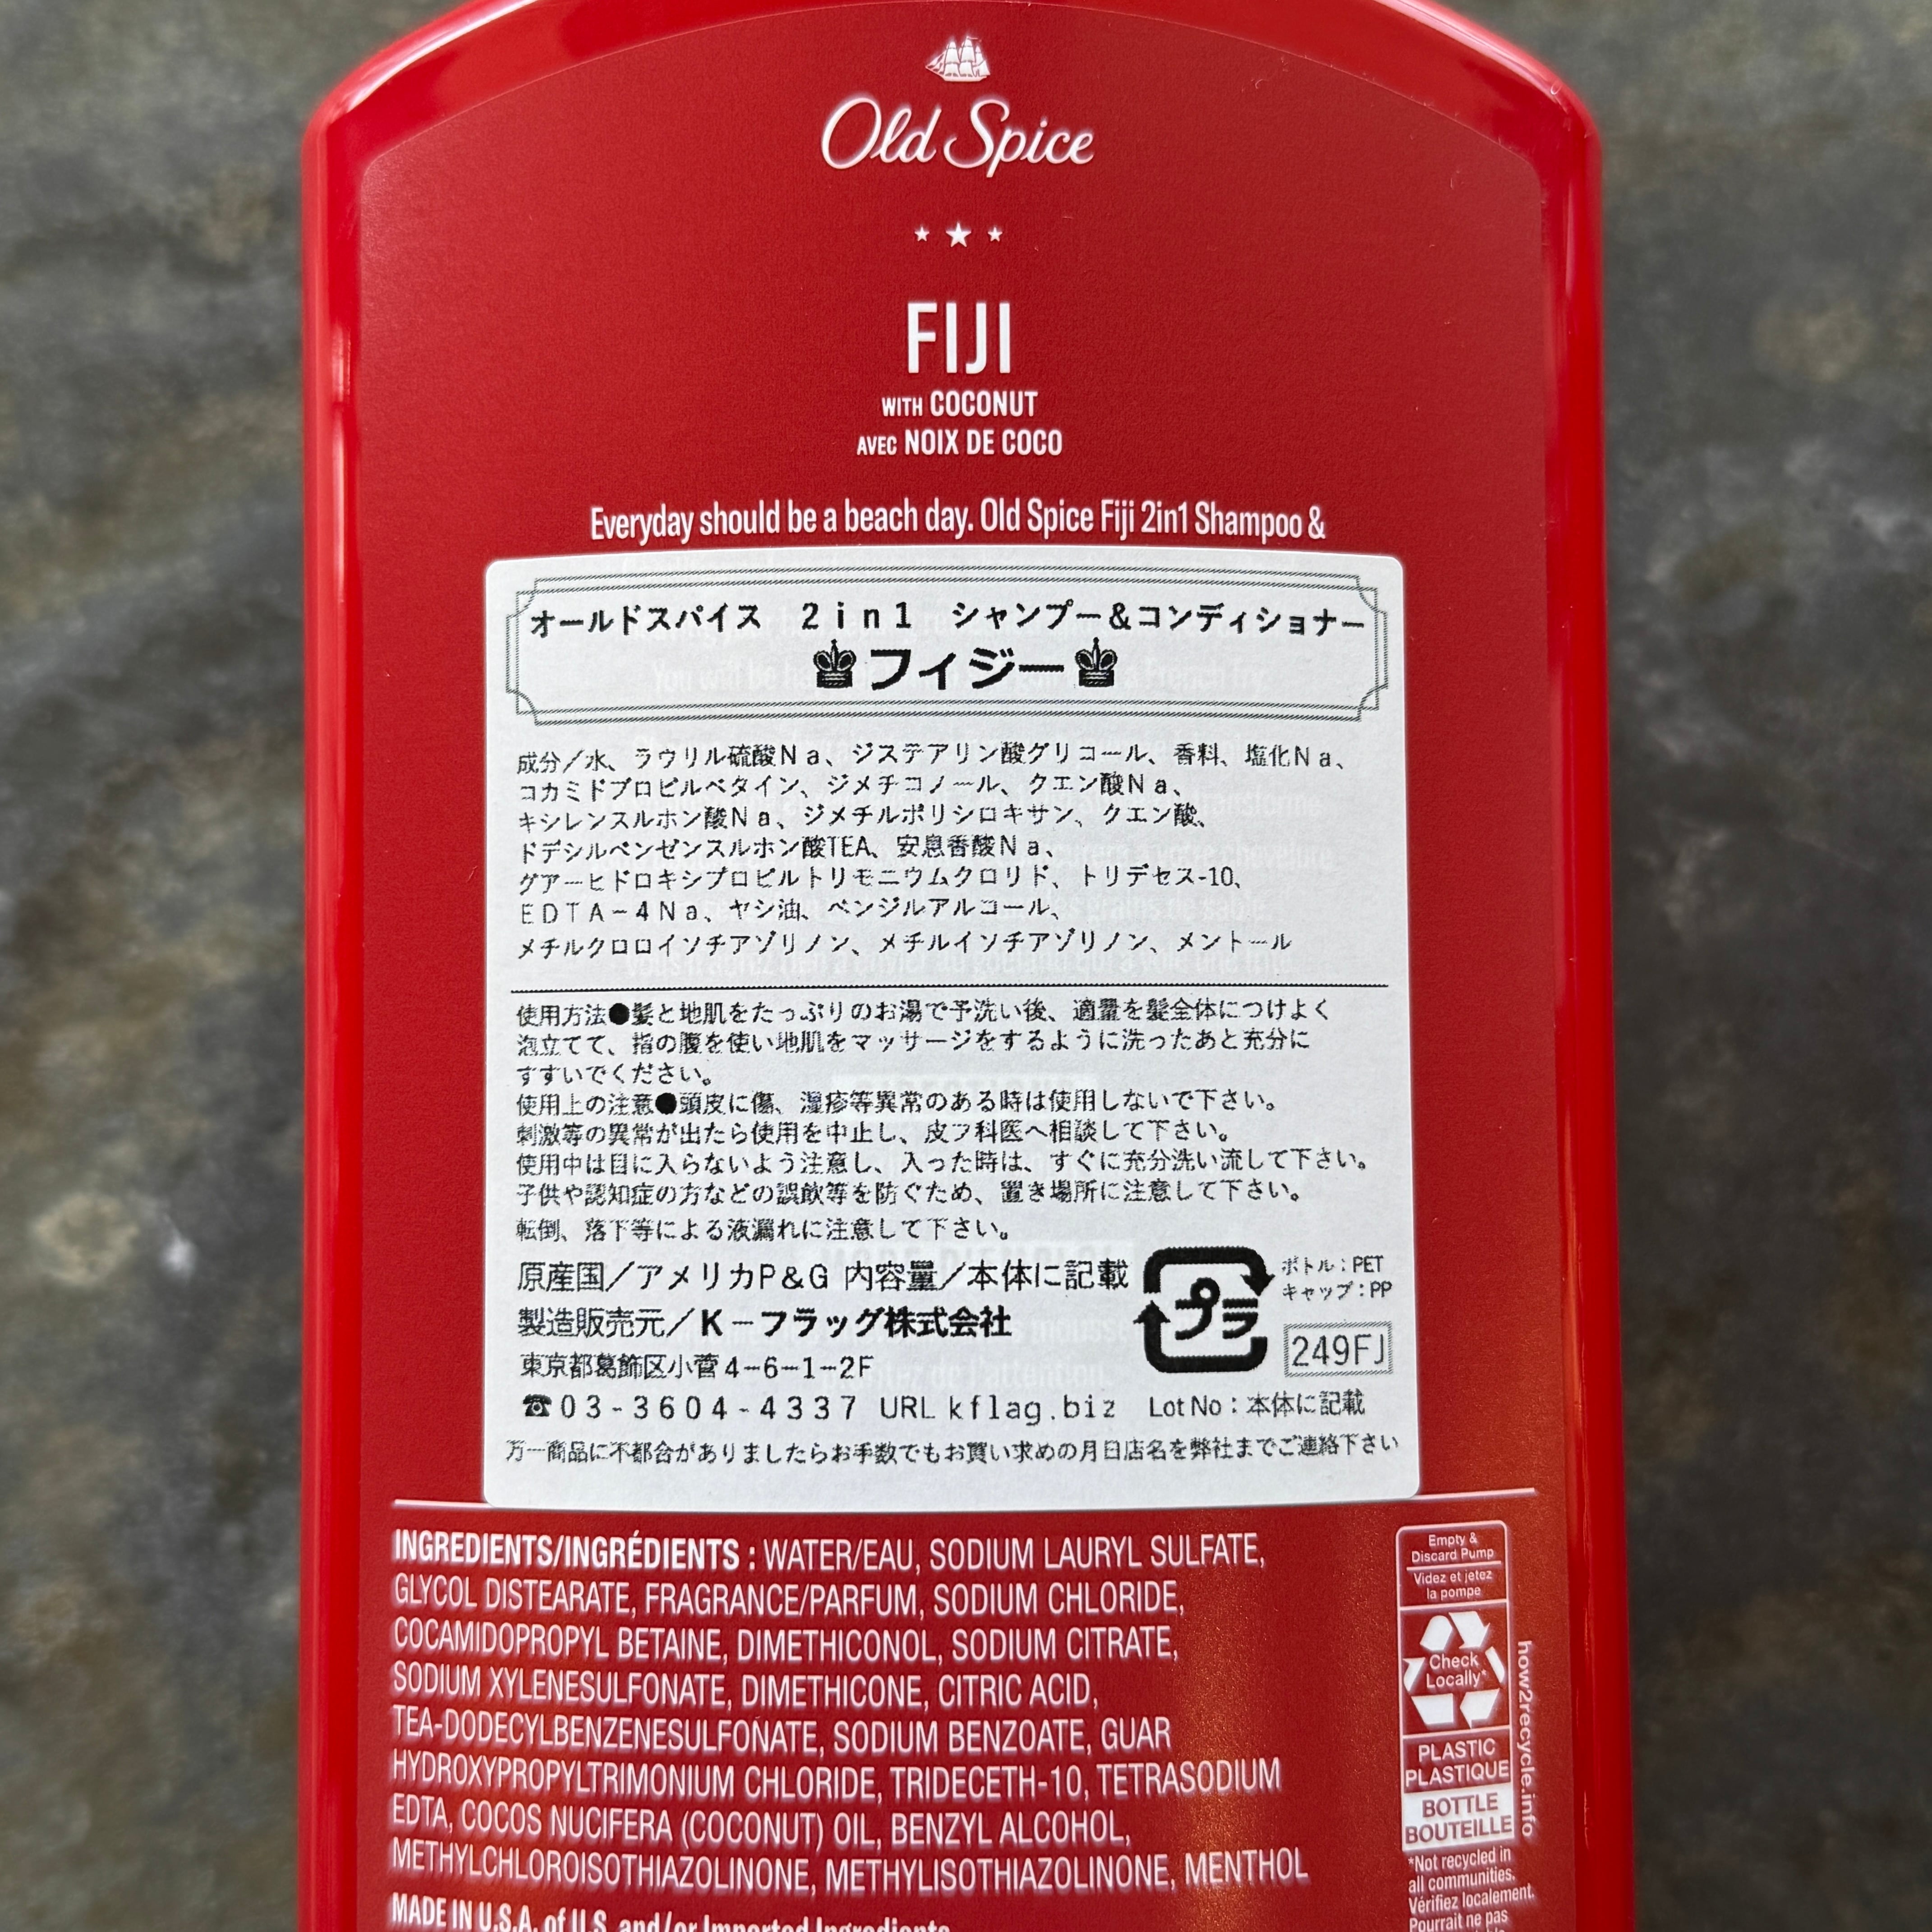 Old Spice
FIJI
WITH COCONUT
AVEC NOIX DE COCO
Everyday should be a beach day. Old Spice Fiji 2in1 Shampoo &
オールドスパイス　2in1　シャンプー＆コンディショナー
フィジー
成分／水、ラウリル硫酸Ｎａ、ジステアリン酸グリコール、香料、塩化Ｎａ、
コカミドプロピルベタイン、ジメチコノール、クエン酸Ｎａ、
キシレンスルホン酸Ｎａ、ジメチルポリシロキサン、クエン酸、
ドデシルベンゼンスルホン酸TEA、安息香酸Ｎａ、
グアーヒドロキシプロピルトリモニウムクロリド、トリデセス-10、
ＥＤＴＡ－４Ｎａ、ヤシ油、ベンジルアルコール、
メチルクロロイソチアゾリノン、メチルイソチアゾリノン、メントール
使用方法●髪と地肌をたっぷりのお湯で予洗い後、適量を髪全体につけよく
泡立てて、指の腹を使い地肌をマッサージをするように洗ったあと充分に
すすいでください。
使用上の注意●頭皮に傷、湿疹等異常のある時は使用しないで下さい。
刺激等の異常が出たら使用を中止し、皮フ科医へ相談して下さい。
使用中は目に入らないよう注意し、入った時は、すぐに充分洗い流して下さい。
子供や認知症の方などの誤飲等を防ぐため、置き場所に注意して下さい。
転倒、落下等による液漏れに注意して下さい。
原産国／アメリカP&G 内容量／本体に記載
製造販売元／K－フラッグ株式会社
東京都葛飾区小菅4-6-1-2F
☎03-3604-4337 URL kflag.biz Lot No：本体に記載
万一商品に不都合がありましたらお手数でもお買い求めの月日店名を弊社までご連絡下さい
プラ
ボトル：PET
キャップ：PP
249FJ
INGREDIENTS/INGRÉDIENTS : WATER/EAU, SODIUM LAURYL SULFATE,
GLYCOL DISTEARATE, FRAGRANCE/PARFUM, SODIUM CHLORIDE,
COCAMIDOPROPYL BETAINE, DIMETHICONOL, SODIUM CITRATE,
SODIUM XYLENESULFONATE, DIMETHICONE, CITRIC ACID,
TEA-DODECYLBENZENESULFONATE, SODIUM BENZOATE, GUAR
HYDROXYPROPYLTRIMONIUM CHLORIDE, TRIDECETH-10, TETRASODIUM
EDTA, COCOS NUCIFERA (COCONUT) OIL, BENZYL ALCOHOL,
METHYLCHLOROISOTHIAZOLINONE, METHYLISOTHIAZOLINONE, MENTHOL
MADE IN U.S.A. of U.S. and/or Imported Ingredients
Empty &
Discard Pump
Videz et jetez
la pompe
Check
Locally*
PLASTIC
PLASTIQUE
BOTTLE
BOUTEILLE
how2recycle.info
*Not recycled in
all communities.
Vérifiez localement.
Pourrait ne pas